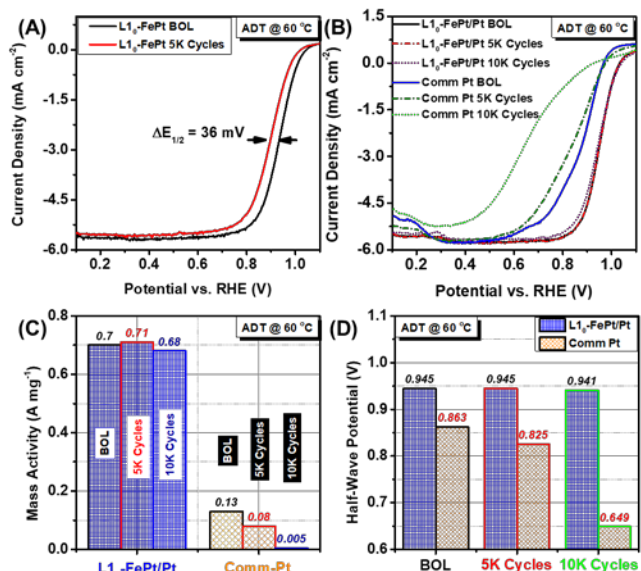 (A)
L1₀-FePt BOL
L1₀-FePt 5K Cycles
ADT @ 60 °C
ΔE₁/₂ = 36 mV
Current Density (mA cm⁻²)
0.0
-1.5
-3.0
-4.5
-6.0
0.2 0.4 0.6 0.8 1.0
Potential vs. RHE (V)
(B)
L1₀-FePt/Pt BOL
L1₀-FePt/Pt 5K Cycles
L1₀-FePt/Pt 10K Cycles
Comm Pt BOL
Comm Pt 5K Cycles
Comm Pt 10K Cycles
ADT @ 60 °C
Current Density (mA cm⁻²)
1.5
0.0
-1.5
-3.0
-4.5
-6.0
0.2 0.4 0.6 0.8 1.0
Potential vs. RHE (V)
(C)
ADT @ 60 °C
Mass Activity (A mg⁻¹)
0.8
0.6
0.4
0.2
0.0
0.7 0.71 0.68
BOL
5K Cycles
10K Cycles
BOL
5K Cycles
10K Cycles
0.13 0.08 0.005
L1₀-FePt/Pt Comm-Pt
(D)
ADT @ 60 °C
L1₀-FePt/Pt
Comm Pt
Half-Wave Potential (V)
1.05
0.90
0.75
0.6
0.945 0.863 0.945 0.825 0.941 0.649
BOL 5K Cycles 10K Cycles